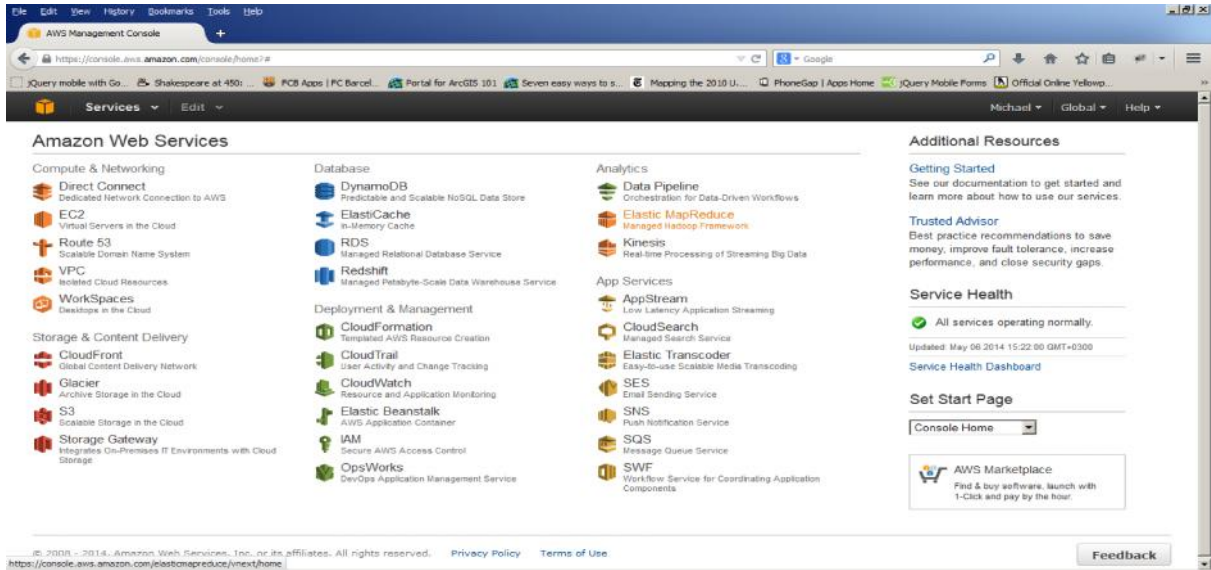 File Edit View History Bookmarks Tools Help
AWS Management Console
https://console.aws.amazon.com/console/home?#
Google
jQuery mobile with Go...
Shakespeare at 450: ...
PCB Apps | PC Barcel...
Portal for ArcGIS 101
Seven easy ways to s...
Mapping the 2010 U....
PhoneGap | Apps Home
jQuery Mobile Forms
Official Online Yellowp...
Services Edit
Michael Global Help
Amazon Web Services
Compute & Networking
Direct Connect
Dedicated Network Connection to AWS
EC2
Virtual Servers in the Cloud
Route 53
Scalable Domain Name System
VPC
Isolated Cloud Resources
WorkSpaces
Desktops in the Cloud
Storage & Content Delivery
CloudFront
Global Content Delivery Network
Glacier
Archive Storage in the Cloud
S3
Scalable Storage in the Cloud
Storage Gateway
Integrates On-Premises IT Environments with Cloud
Storage
Database
DynamoDB
Predictable and Scalable NoSQL Data Store
ElastiCache
In-Memory Cache
RDS
Managed Relational Database Service
Redshift
Managed Petabyte-Scale Data Warehouse Service
Deployment & Management
CloudFormation
Templated AWS Resource Creation
CloudTrail
User Activity and Change Tracking
CloudWatch
Resource and Application Monitoring
Elastic Beanstalk
AWS Application Container
IAM
Secure AWS Access Control
OpsWorks
DevOps Application Management Service
Analytics
Data Pipeline
Orchestration for Data-Driven Workflows
Elastic MapReduce
Managed Hadoop Framework
Kinesis
Real-time Processing of Streaming Big Data
App Services
AppStream
Low Latency Application Streaming
CloudSearch
Managed Search Service
Elastic Transcoder
Easy-to-use Scalable Media Transcoding
SES
Email Sending Service
SNS
Push Notification Service
SQS
Message Queue Service
SWF
Workflow Service for Coordinating Application
Components
Additional Resources
Getting Started
See our documentation to get started and
learn more about how to use our services.
Trusted Advisor
Best practice recommendations to save
money, improve fault tolerance, increase
performance, and close security gaps.
Service Health
All services operating normally.
Updated: May 06 2014 15:22:00 GMT+0300
Service Health Dashboard
Set Start Page
Console Home
AWS Marketplace
Find & buy software, launch with
1-Click and pay by the hour.
© 2008 - 2014, Amazon Web Services, Inc. or its affiliates. All rights reserved. Privacy Policy Terms of Use
Feedback
https://console.aws.amazon.com/elasticmapreduce/vnext/home